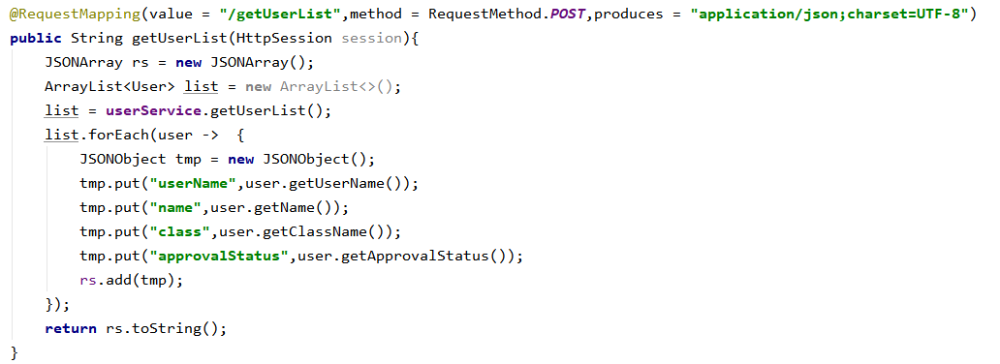 @RequestMapping(value = "/getUserList",method = RequestMethod.POST,produces = "application/json;charset=UTF-8")
public String getUserList(HttpSession session){
    JSONArray rs = new JSONArray();
    ArrayList<User> list = new ArrayList<>();
    list = userService.getUserList();
    list.forEach(user ->  {
        JSONObject tmp = new JSONObject();
        tmp.put("userName",user.getUserName());
        tmp.put("name",user.getName());
        tmp.put("class",user.getClassName());
        tmp.put("approvalStatus",user.getApprovalStatus());
        rs.add(tmp);
    });
    return rs.toString();
}